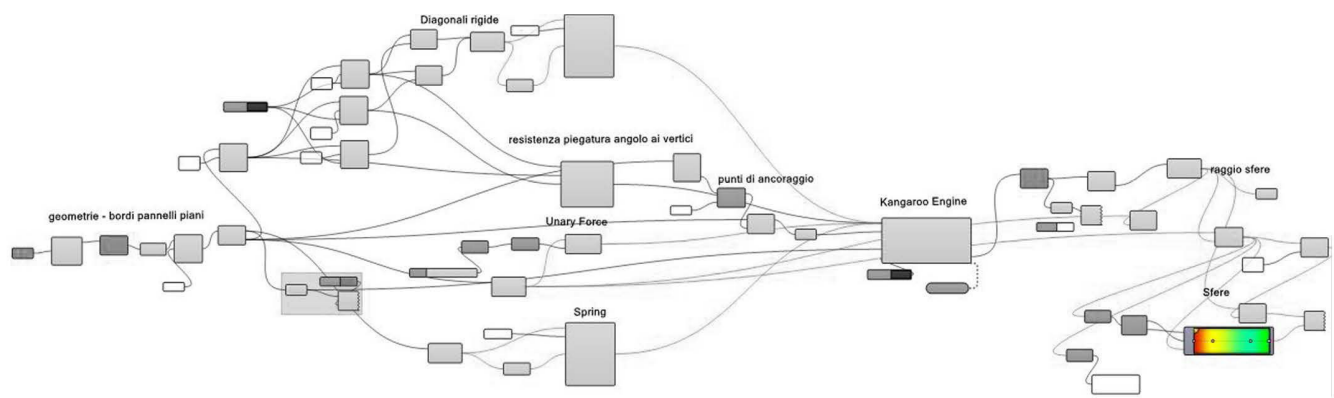 Diagonali rigide
resistenza piegatura angolo ai vertici
punti di ancoraggio
raggio sfere
geometrie - bordi pannelli piani
Unary Force
Kangaroo Engine
Spring
Sfere